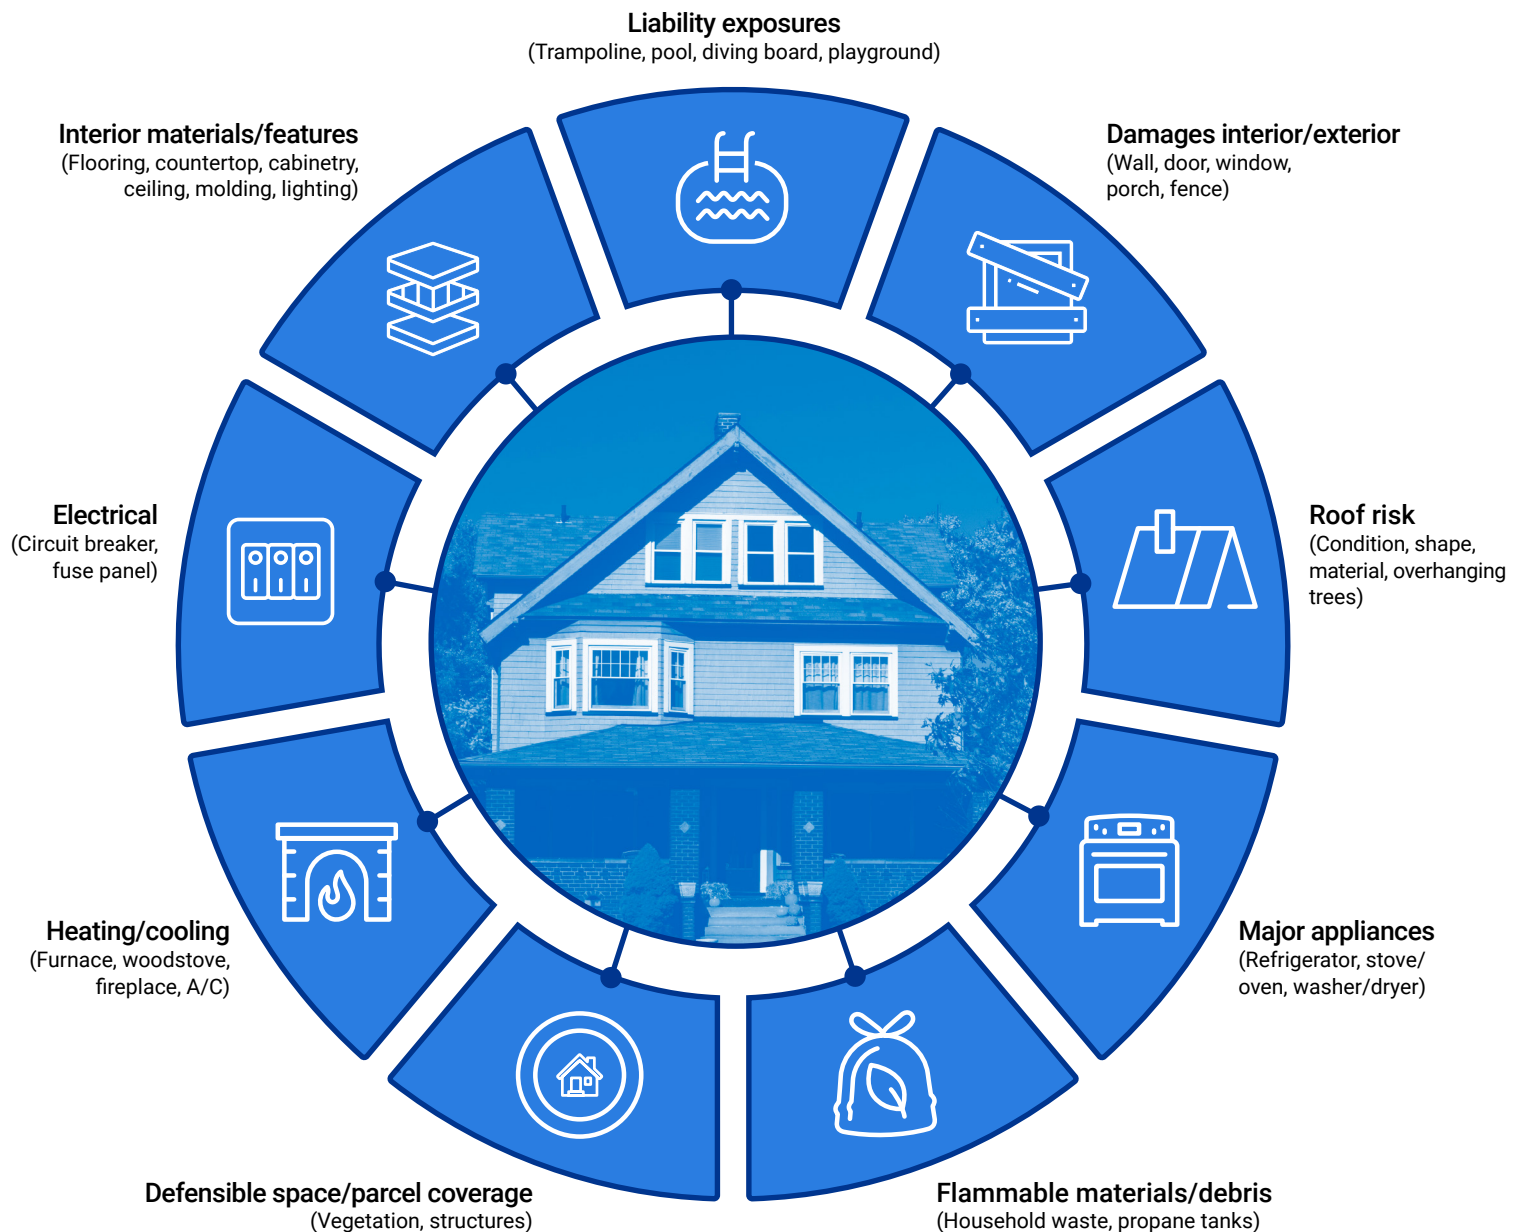 Liability exposures
(Trampoline, pool, diving board, playground)
Damages interior/exterior
(Wall, door, window,
porch, fence)
Roof risk
(Condition, shape,
material, overhanging
trees)
Major appliances
(Refrigerator, stove/
oven, washer/dryer)
Flammable materials/debris
(Household waste, propane tanks)
Defensible space/parcel coverage
(Vegetation, structures)
Heating/cooling
(Furnace, woodstove,
fireplace, A/C)
Electrical
(Circuit breaker,
fuse panel)
Interior materials/features
(Flooring, countertop, cabinetry,
ceiling, molding, lighting)